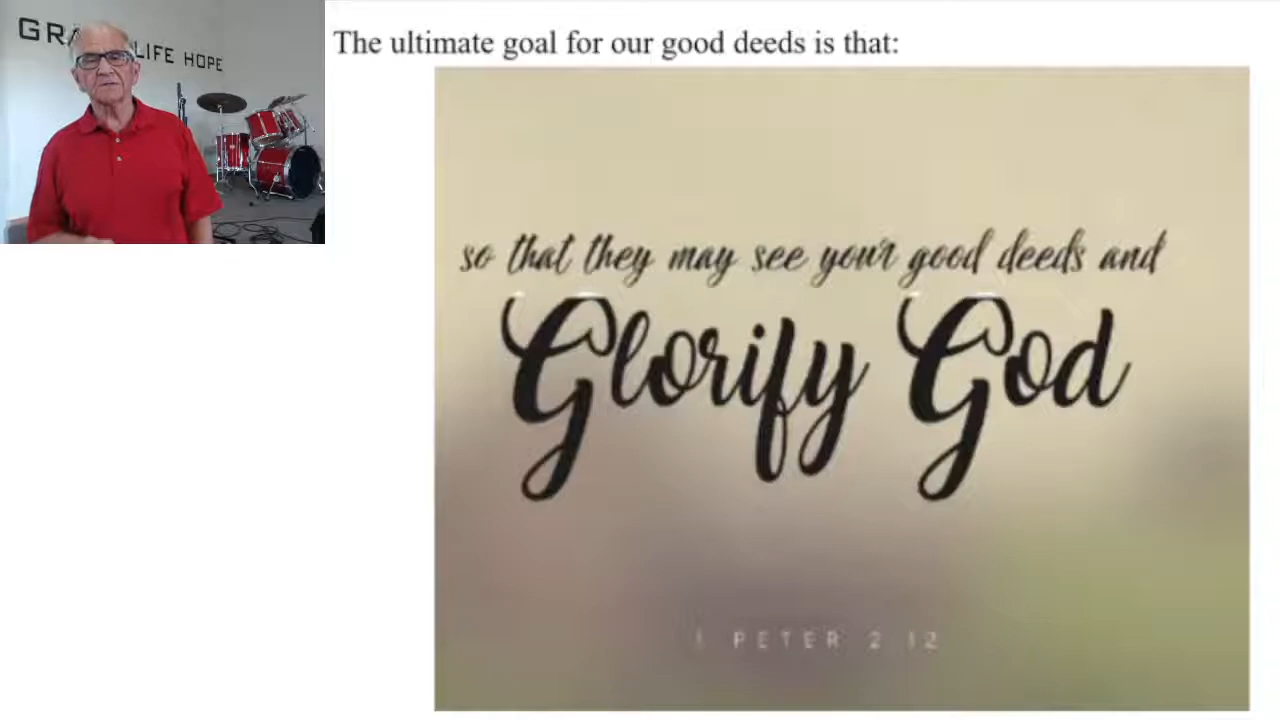 LIFE HOPE
The ultimate goal for our good deeds is that:
so that they may see your good deeds and
Glorify God
1 PETER 2 12